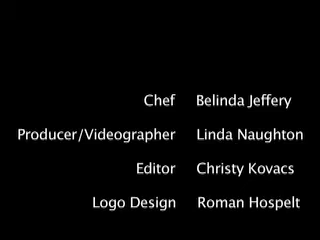 Chef Belinda Jeffery
Producer/Videographer Linda Naughton
Editor Christy Kovacs
Logo Design Roman Hospelt